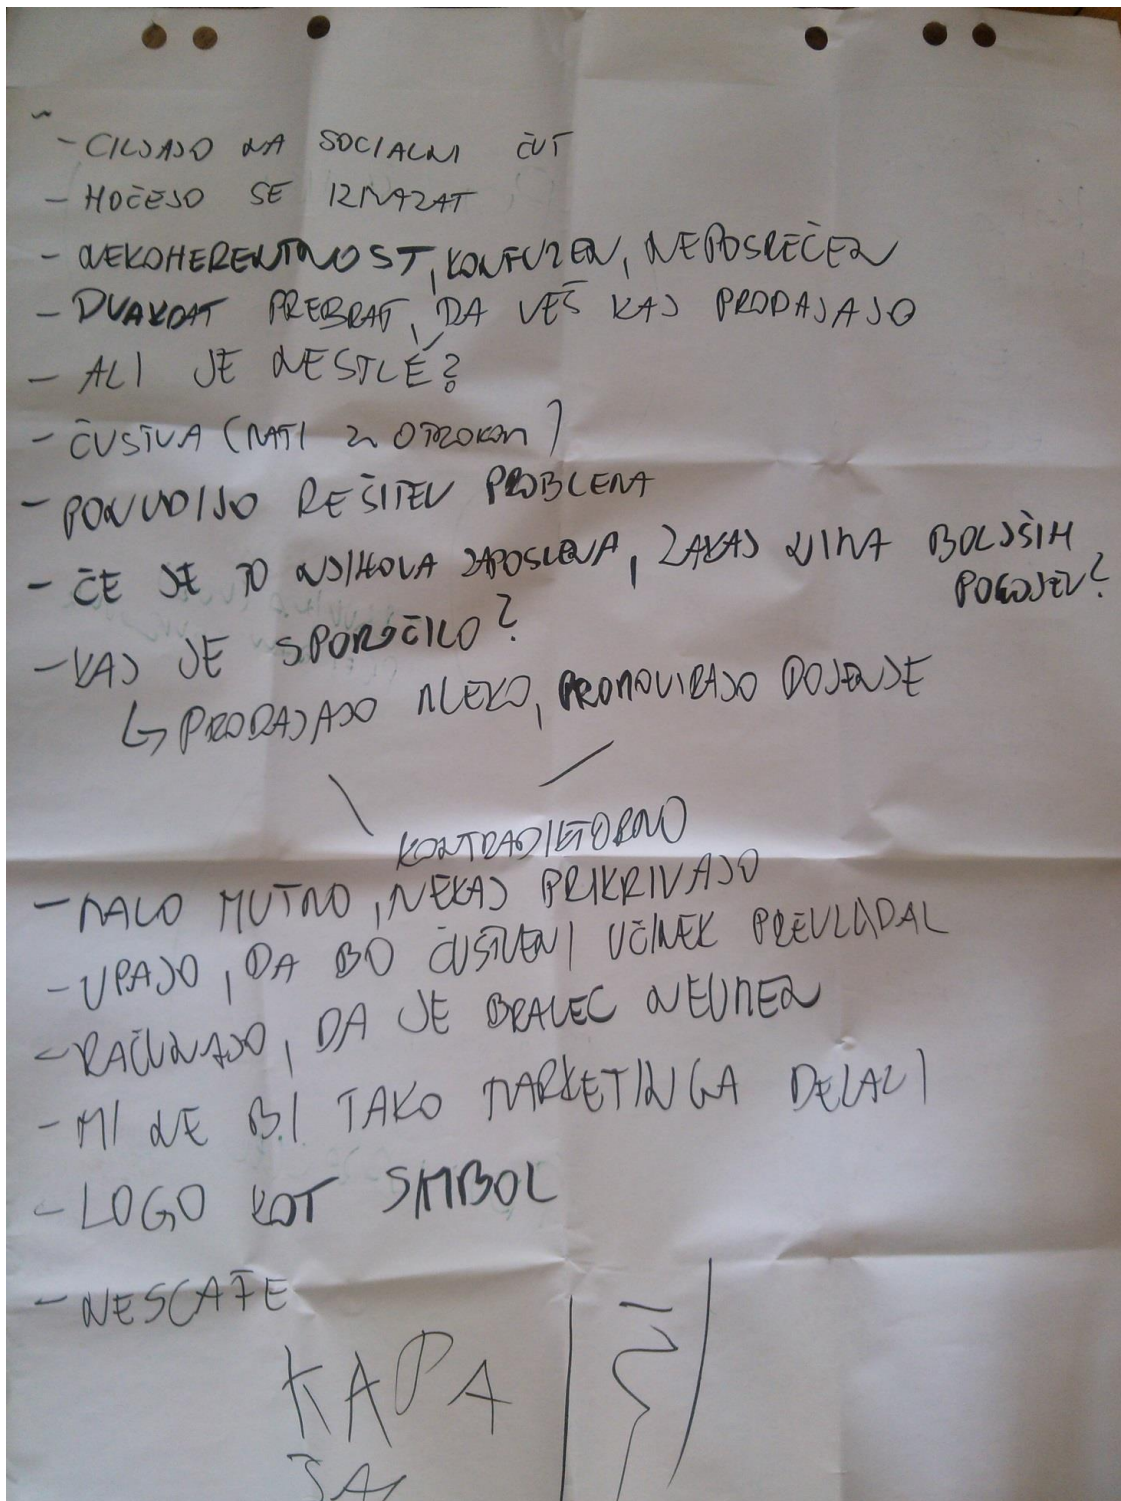 - CILJAJO NA SOCIALNI ČUT
- HOČEJO SE IZMAZAT
- NEKOHERENTNOST, KONFUZEN, NEPOSREČEN
- DVAKRAT PREBRAT, DA VEŠ KAJ PRODAJAJO
- ALI JE NESTLÉ?
- ČUSTVA (MATI Z OTROKOM)
- PONUDIJO REŠITEV PROBLEMA
- ČE JE TO NJIHOVA ZAPOSLENA, ZAKAJ NIMA BOLJŠIH
POGOJEV?
- KAJ JE SPOROČILO?
↳ PRODAJAJO MLEKO, PROMOVIRAJO DOJENJE
KONTRADIKTORNO
- MALO MUTNO, NEKAJ PRIKRIVAJO
- UPAJO, DA BO ČUSTVENI UČINEK PREVLADAL
- RAČUNAJO, DA JE BRALEC NEUMEN
- MI NE BI TAKO MARKETINGA DELALI
- LOGO KOT SIMBOL
- NESCAFE
KAPA
ŠAL